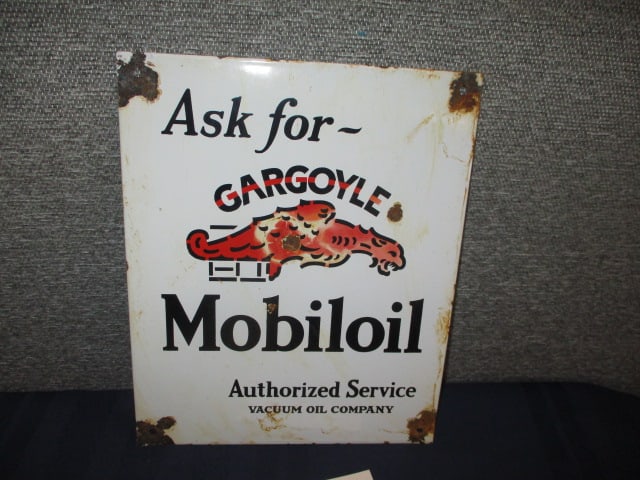 Ask for~
GARGOYLE
Mobiloil
Authorized Service
VACUUM OIL COMPANY